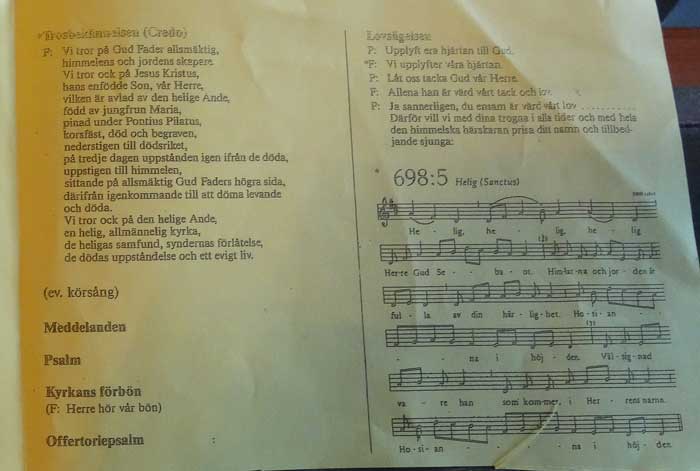 *Trosbekännelsen (Credo)
F: Vi tror på Gud Fader allsmäktig,
himmelens och jordens skapare.
Vi tror ock på Jesus Kristus,
hans enfödde Son, vår Herre,
vilken är avlad av den helige Ande,
född av jungfrun Maria,
pinad under Pontius Pilatus,
korsfäst, död och begraven,
nederstigen till dödsriket,
på tredje dagen uppstånden igen ifrån de döda,
uppstigen till himmelen,
sittande på allsmäktig Gud Faders högra sida,
därifrån igenkommande till att döma levande
och döda.
Vi tror ock på den helige Ande,
en helig, allmännelig kyrka,
de heligas samfund, syndernas förlåtelse,
de dödas uppståndelse och ett evigt liv.
(ev. körsång)
Meddelanden
Psalm
Kyrkans förbön
(F: Herre hör vår bön)
Offertoriepsalm :
Lovsägelsen
P: Upplyft era hjärtan till Gud.
*F: Vi upplyfter våra hjärtan.
P: Låt oss tacka Gud vår Herre.
F: Allena han är värd vårt tack och lov.
P: Ja sannerligen, du ensam är värd vårt lov ............
Därför vill vi med dina trogna i alla tider och med hela
den himmelska härskaran prisa ditt namn och tillbed-
jande sjunga:
* 698:5 Helig (Sanctus)
He - lig, he - lig, he - lig
Her-re Gud Se - ba - ot. Him-lar-na och jor - den är
ful - la av din här - lig-het. Ho-si - an -
- na i höj - den. Väl-sig-nad
va - re han som kom-mer, i Her - rens namn.
Ho-si-an - na i höj - den.